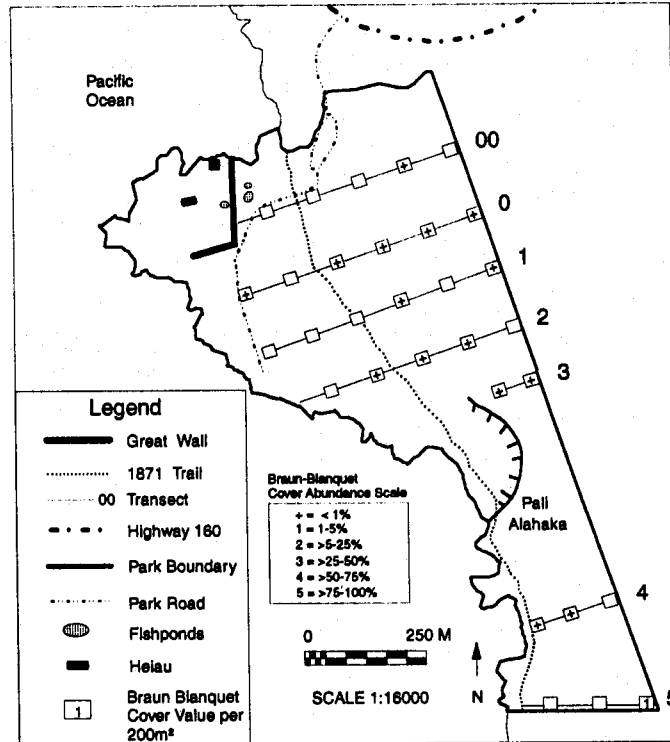 Pacific
Ocean
00
0
1
2
3
Pali
Alahaka
4
5
Legend
Great Wall
1871 Trail
00 Transect
Highway 160
Park Boundary
Park Road
Fishponds
Heiau
1 Braun Blanquet
Cover Value per
200m²
Braun-Blanquet
Cover Abundance Scale
+ = < 1%
1 = 1-5%
2 = >5-25%
3 = >25-50%
4 = >50-75%
5 = >75-100%
0 250 M
SCALE 1:16000
N
+
+ + + + +
+ +
+ + +
+ +
+ +
1